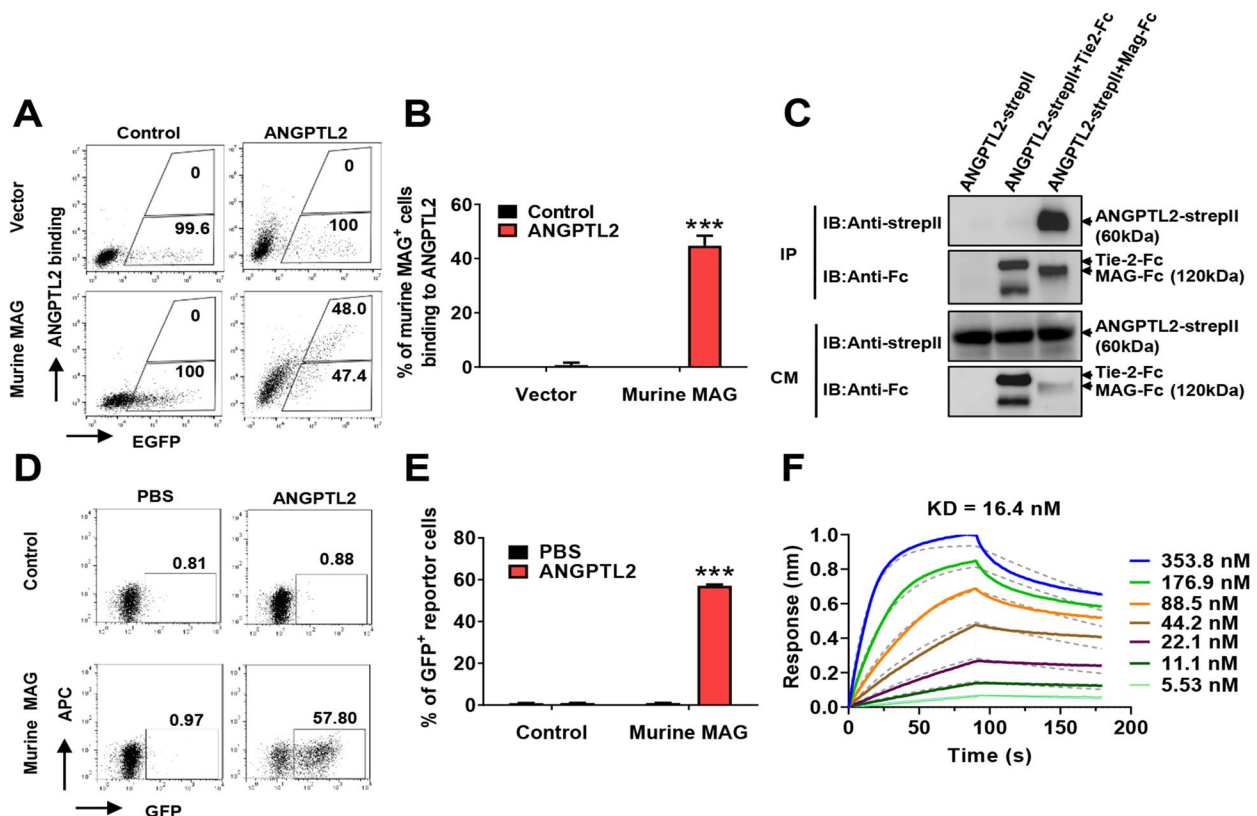 A
Control
ANGPTL2
Vector
Murine MAG
ANGPTL2 binding
0
99.6
0
100
0
100
48.0
47.4
EGFP
B
% of murine MAG⁺ cells
binding to ANGPTL2
60
40
20
0
Control
ANGPTL2
***
Vector
Murine MAG
C
ANGPTL2-strepII
ANGPTL2-strepII+Tie2-Fc
ANGPTL2-strepII+Mag-Fc
IP
IB:Anti-strepII
ANGPTL2-strepII
(60kDa)
IB:Anti-Fc
Tie-2-Fc
MAG-Fc (120kDa)
CM
IB:Anti-strepII
ANGPTL2-strepII
(60kDa)
IB:Anti-Fc
Tie-2-Fc
MAG-Fc (120kDa)
D
PBS
ANGPTL2
Control
Murine MAG
APC
0.81
0.88
0.97
57.80
GFP
E
% of GFP⁺ reportor cells
80
60
40
20
0
PBS
ANGPTL2
***
Control
Murine MAG
F
KD = 16.4 nM
Response (nm)
1.0
0.8
0.6
0.4
0.2
0.0
0
50
100
150
200
Time (s)
353.8 nM
176.9 nM
88.5 nM
44.2 nM
22.1 nM
11.1 nM
5.53 nM